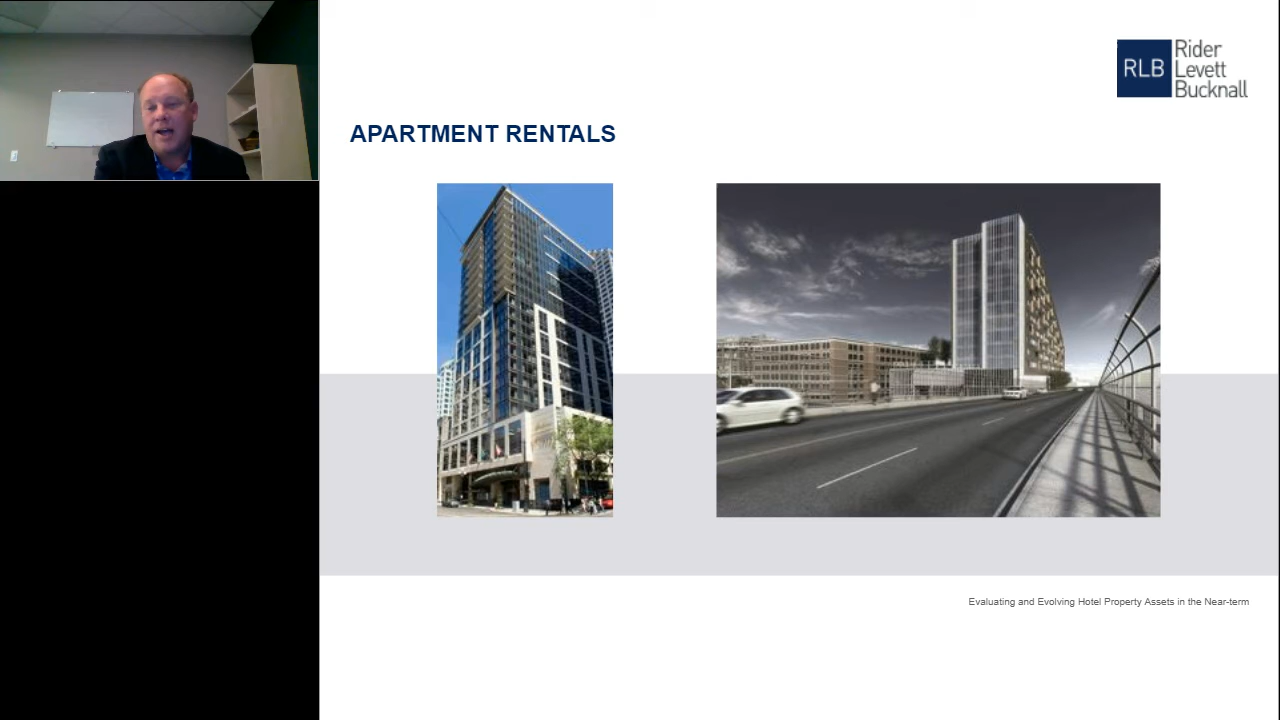 RLB
Rider
Levett
Bucknall
APARTMENT RENTALS
Evaluating and Evolving Hotel Property Assets in the Near-term